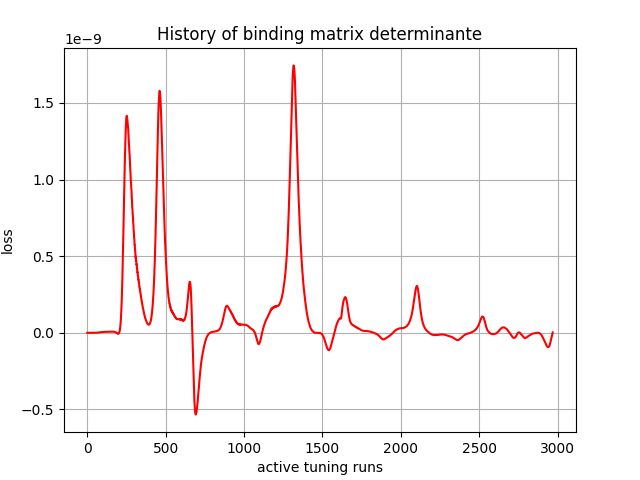 History of binding matrix determinante
1e−9
1.5
1.0
0.5
0.0
−0.5
loss
0 500 1000 1500 2000 2500 3000
active tuning runs